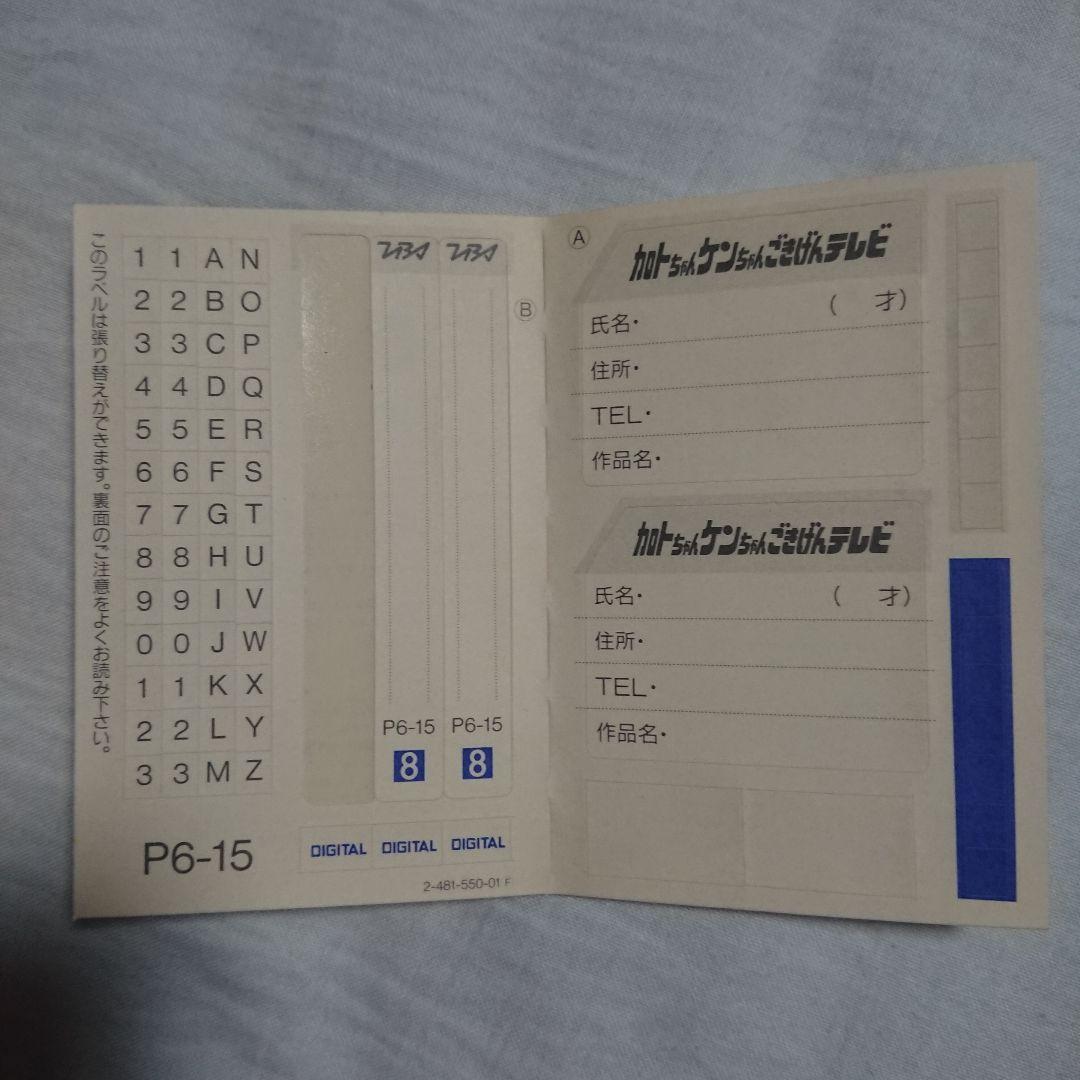 このラベルは張り替えができます。裏面のご注意をよくお読み下さい。
1 1 A N
2 2 B O
3 3 C P
4 4 D Q
5 5 E R
6 6 F S
7 7 G T
8 8 H U
9 9 I V
0 0 J W
1 1 K X
2 2 L Y
3 3 M Z
P6-15
TBS TBS
P6-15 P6-15
8 8
DIGITAL DIGITAL DIGITAL
2-481-550-01 F
Ⓑ
Ⓐ
加トちゃんケンちゃんごきげんテレビ
氏名・ ( 才)
住所・
TEL・
作品名・
加トちゃんケンちゃんごきげんテレビ
氏名・ ( 才)
住所・
TEL・
作品名・